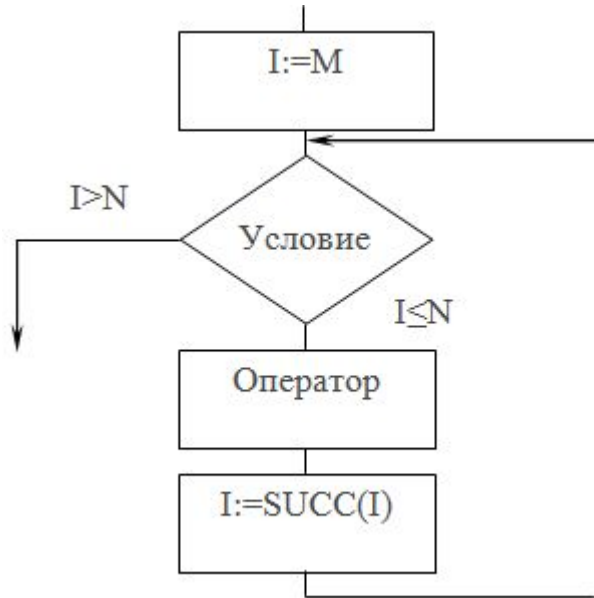 I:=M
I>N
Условие
I≤N
Оператор
I:=SUCC(I)